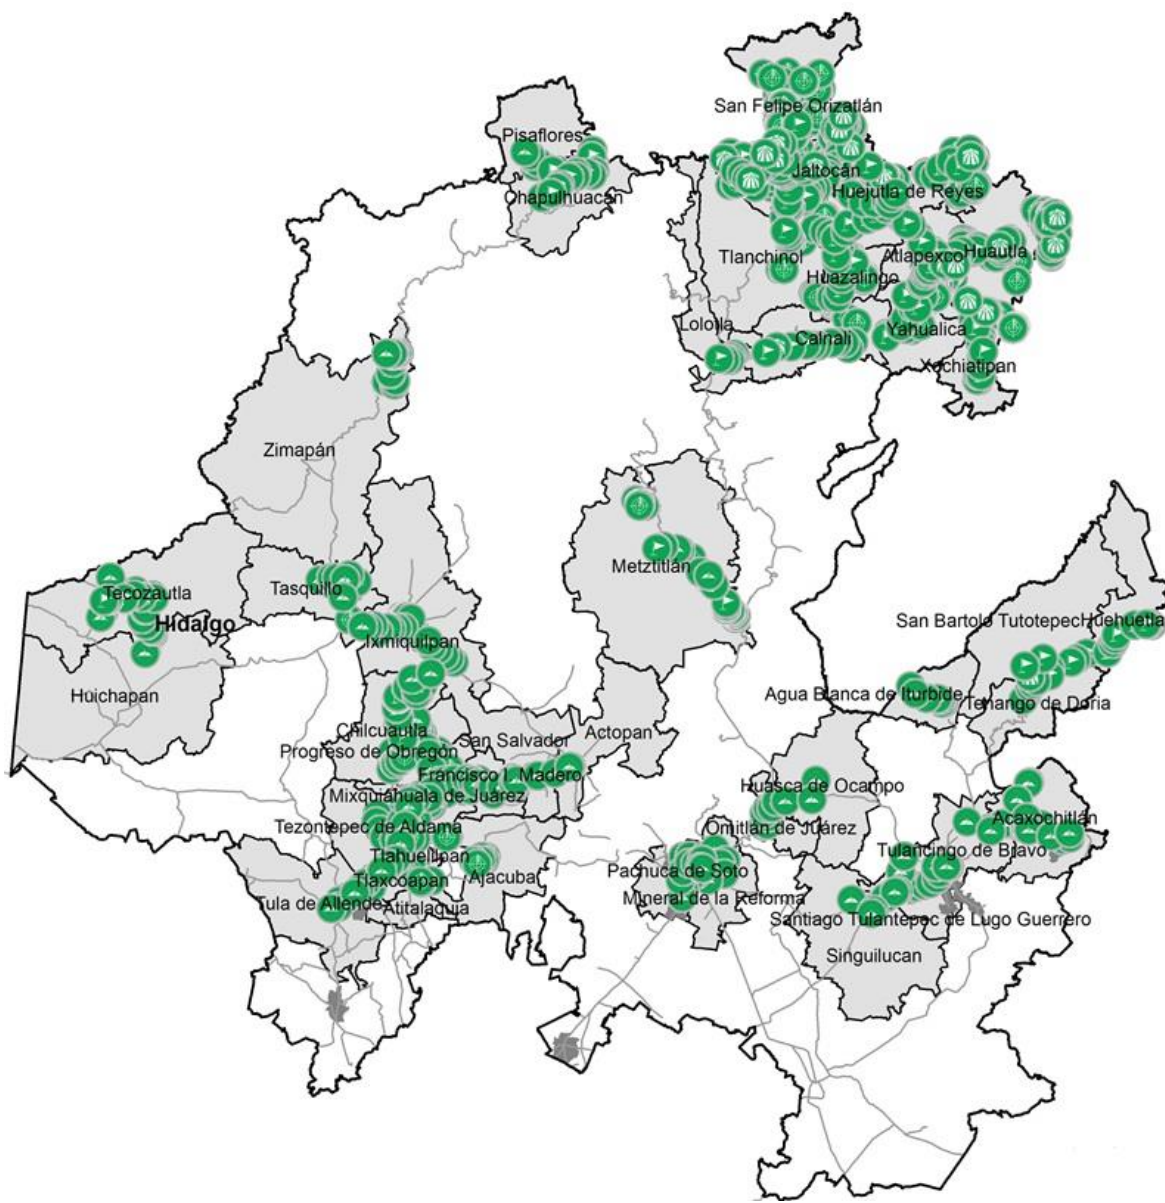 San Felipe Orizatlán
Pisaflores
Jaltocán
Chapulhuacán
Huejutla de Reyes
Tlanchinol
Atlapexco
Huautla
Huazalingo
Lolotla
Calnali
Yahualica
Xochiatipan
Zimapán
Metztitlán
Tasquillo
Tecozautla
Hidalgo
San Bartolo Tutotepec
Huehuetla
Ixmiquilpan
Huichapan
Agua Blanca de Iturbide
Tenango de Doria
Chilcuautla
San Salvador
Actopan
Progreso de Obregón
Francisco I. Madero
Huasca de Ocampo
Mixquiahuala de Juárez
Acaxochitlán
Tezontepec de Aldama
Omitlán de Juárez
Tulancingo de Bravo
Tlahuelilpan
Ajacuba
Pachuca de Soto
Tlaxcoapan
Tula de Allende
Mineral de la Reforma
Atitalaquia
Santiago Tulantepec de Lugo Guerrero
Singuilucan